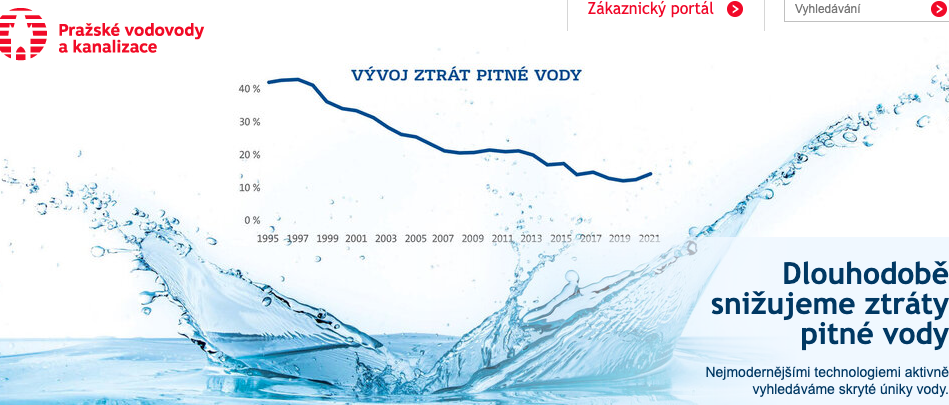 Pražské vodovody
a kanalizace
Zákaznický portál
Vyhledávání
VÝVOJ ZTRÁT PITNÉ VODY
40 %
30 %
20 %
10 %
0 %
1995 1997 1999 2001 2003 2005 2007 2009 2011 2013 2015 2017 2019 2021
Dlouhodobě
snižujeme ztráty
pitné vody
Nejmodernějšími technologiemi aktivně
vyhledáváme skryté úniky vody.